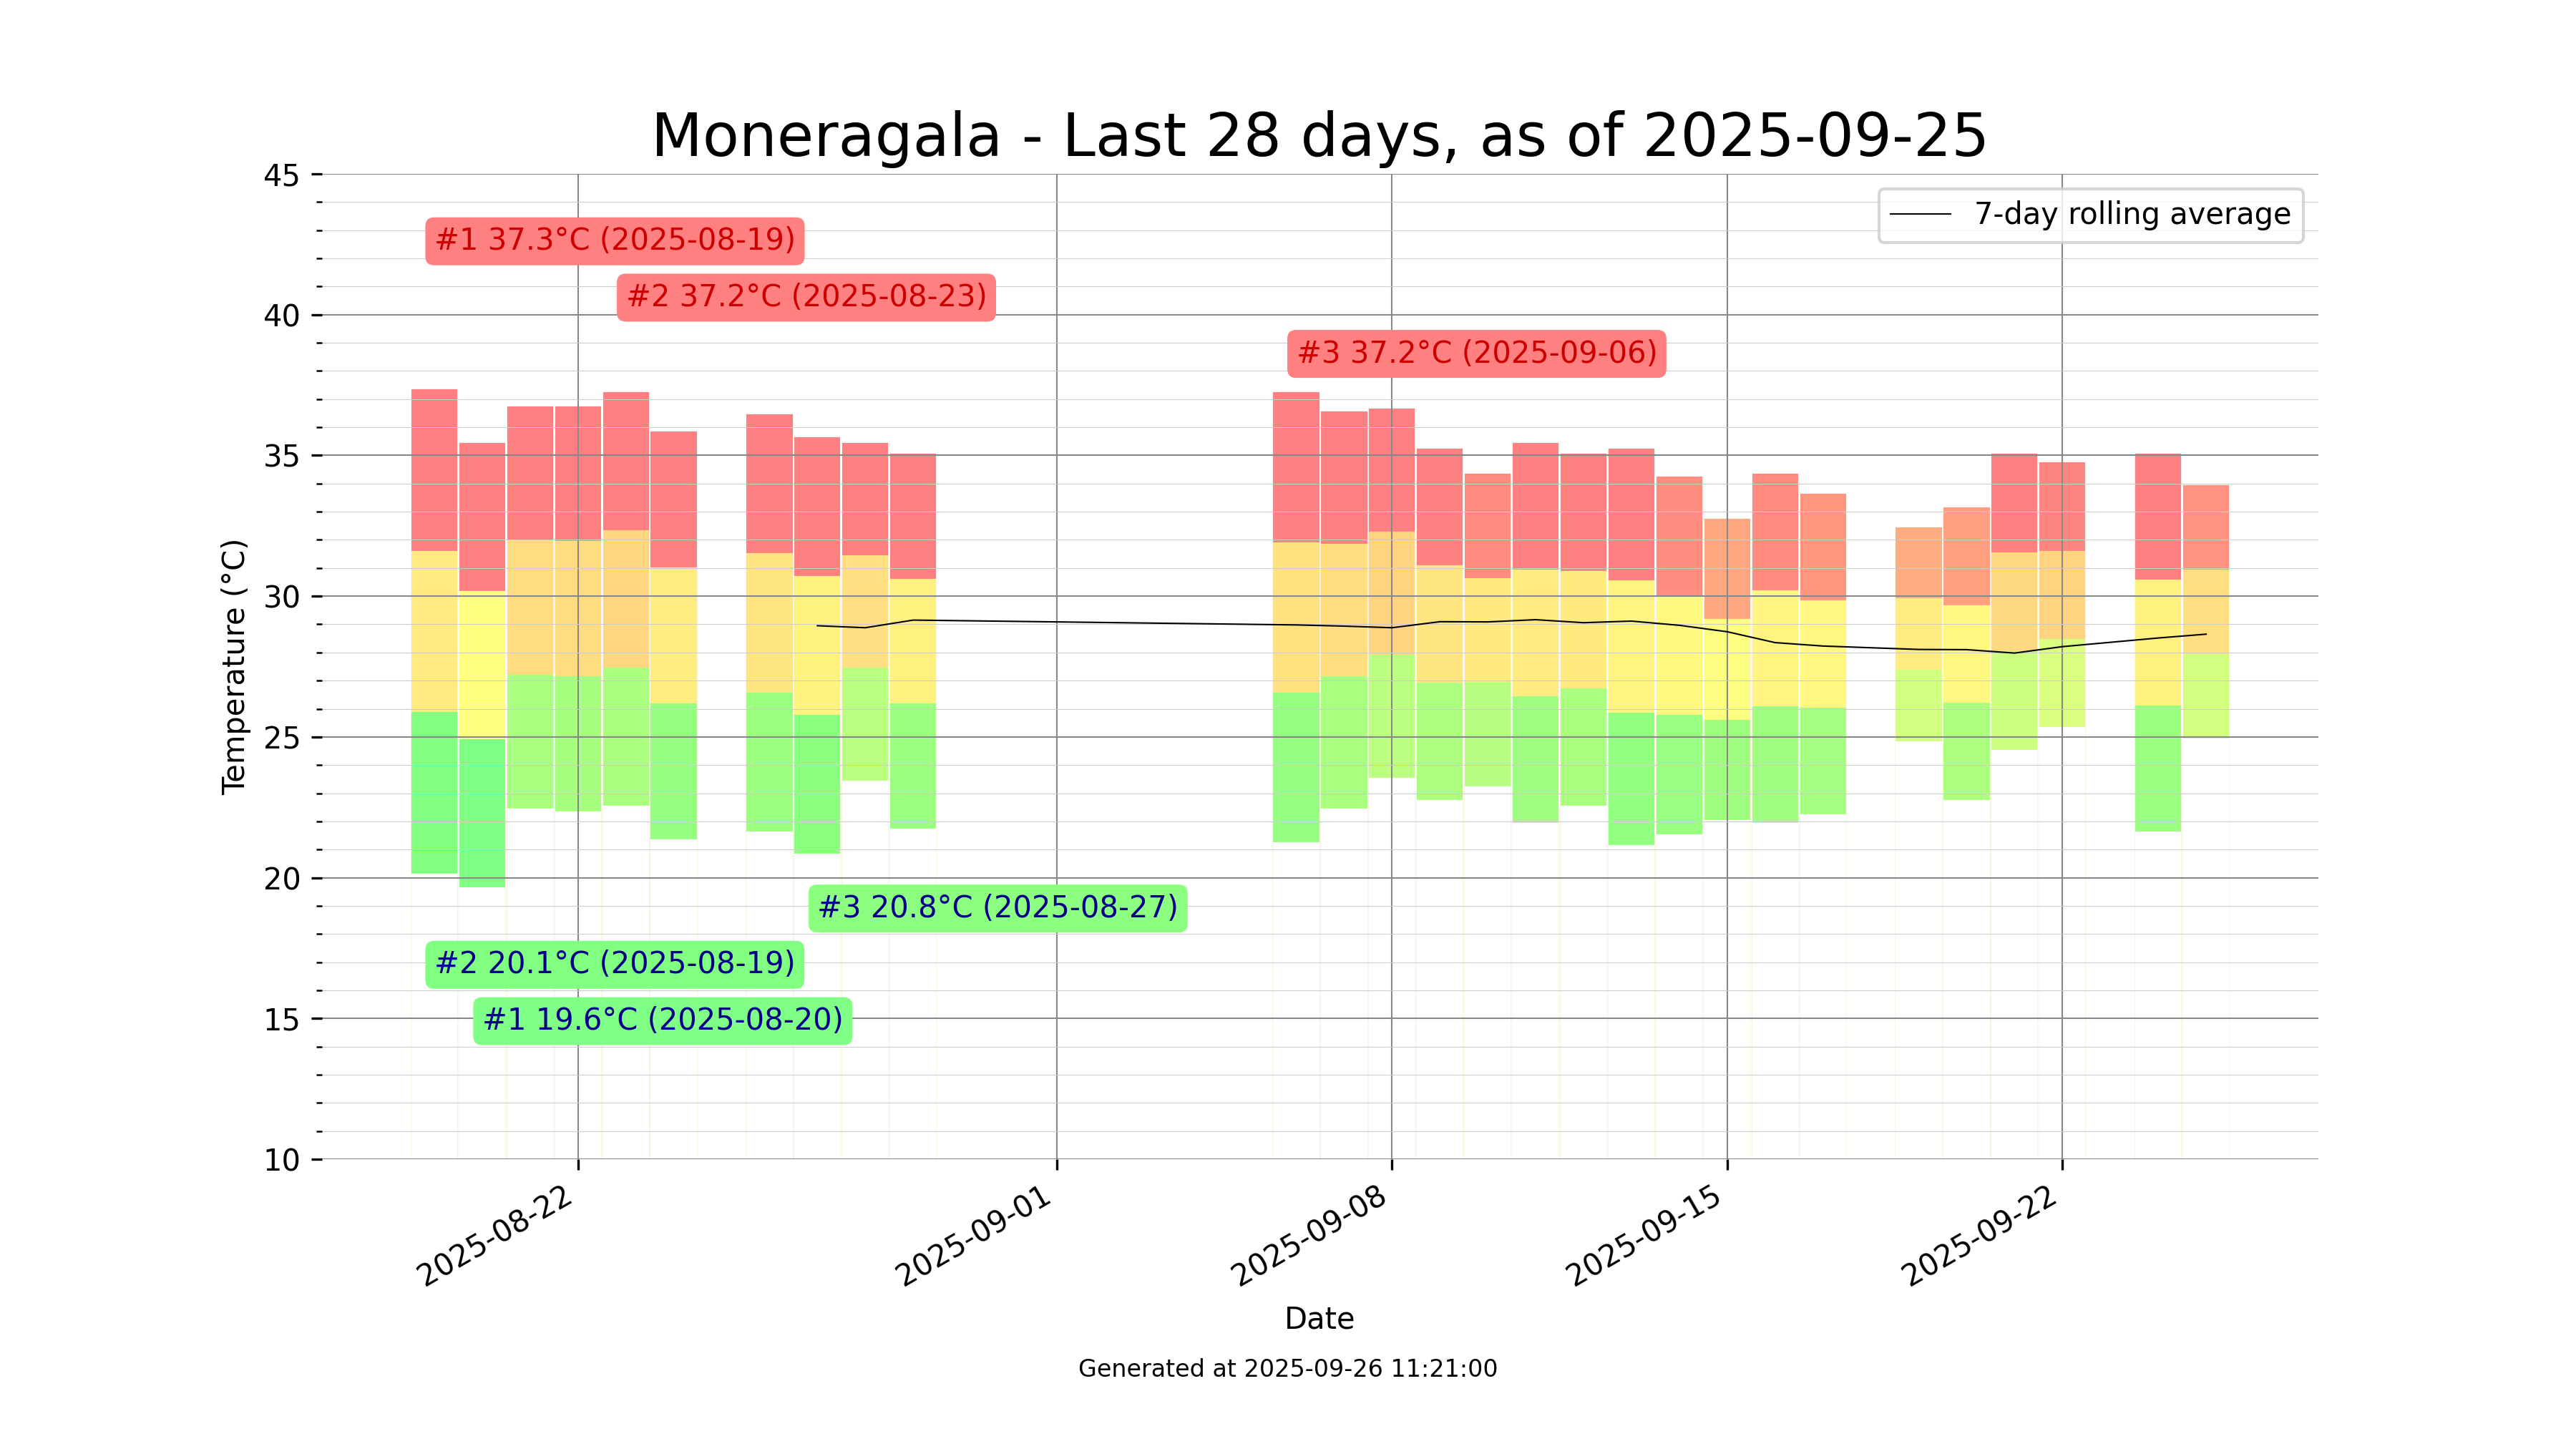 Moneragala - Last 28 days, as of 2025-09-25
45
7-day rolling average
#1 37.3°C (2025-08-19)
#2 37.2°C (2025-08-23)
40
#3 37.2°C (2025-09-06)
35
30
Temperature (°C)
25
20
#3 20.8°C (2025-08-27)
#2 20.1°C (2025-08-19)
#1 19.6°C (2025-08-20)
15
10
2025-08-22
2025-09-01
2025-09-08
2025-09-15
2025-09-22
Date
Generated at 2025-09-26 11:21:00